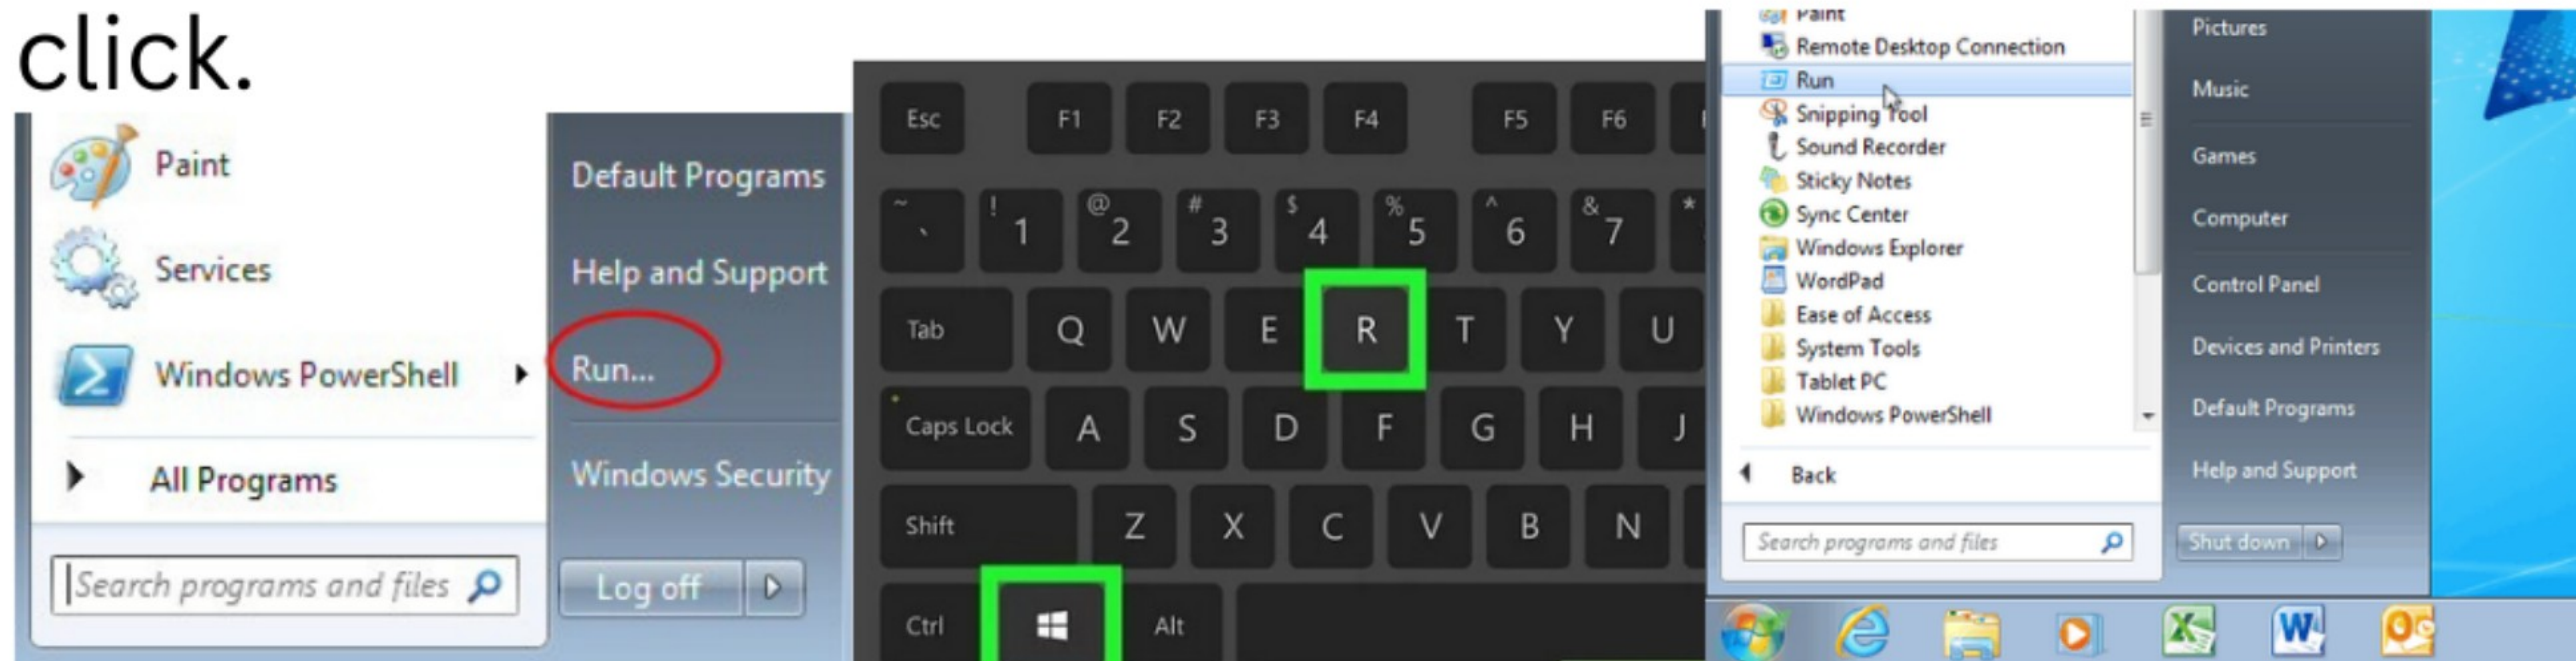 click.
Paint
Services
Windows PowerShell
All Programs
Search programs and files
Default Programs
Help and Support
Run...
Windows Security
Log off
Esc F1 F2 F3 F4 F5 F6
~ ` ! 1 @ 2 # 3 $ 4 % 5 ^ 6 & 7 *
Tab Q W E R T Y U
Caps Lock A S D F G H J
Shift Z X C V B N
Ctrl Alt
Paint
Remote Desktop Connection
Run
Snipping Tool
Sound Recorder
Sticky Notes
Sync Center
Windows Explorer
WordPad
Ease of Access
System Tools
Tablet PC
Windows PowerShell
Back
Search programs and files
Pictures
Music
Games
Computer
Control Panel
Devices and Printers
Default Programs
Help and Support
Shut down